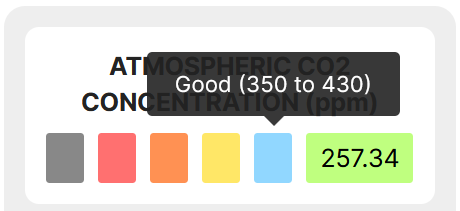 ATMOSPHERIC CO2
Good (350 to 430)
CONCENTRATION (ppm)
257.34